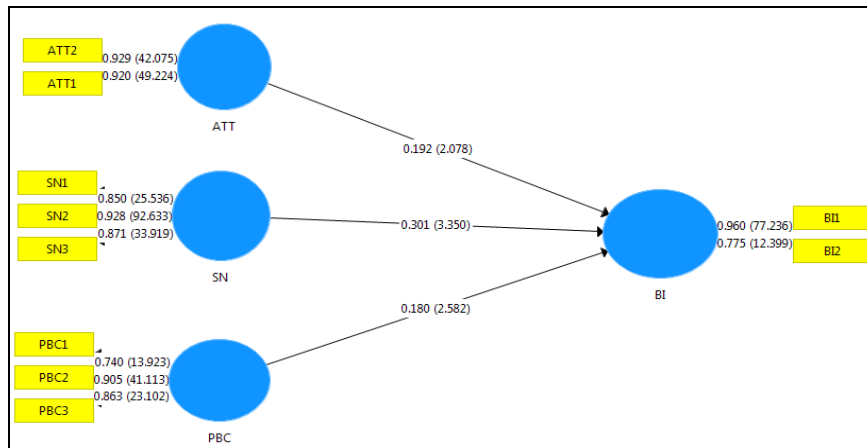 ATT2
0.929 (42.075)
ATT1
0.920 (49.224)
ATT
0.192 (2.078)
SN1
0.850 (25.536)
SN2
0.928 (92.633)
SN3
0.871 (33.919)
SN
0.301 (3.350)
0.960 (77.236)
BI1
0.775 (12.399)
BI2
BI
0.180 (2.582)
PBC1
0.740 (13.923)
PBC2
0.905 (41.113)
PBC3
0.863 (23.102)
PBC